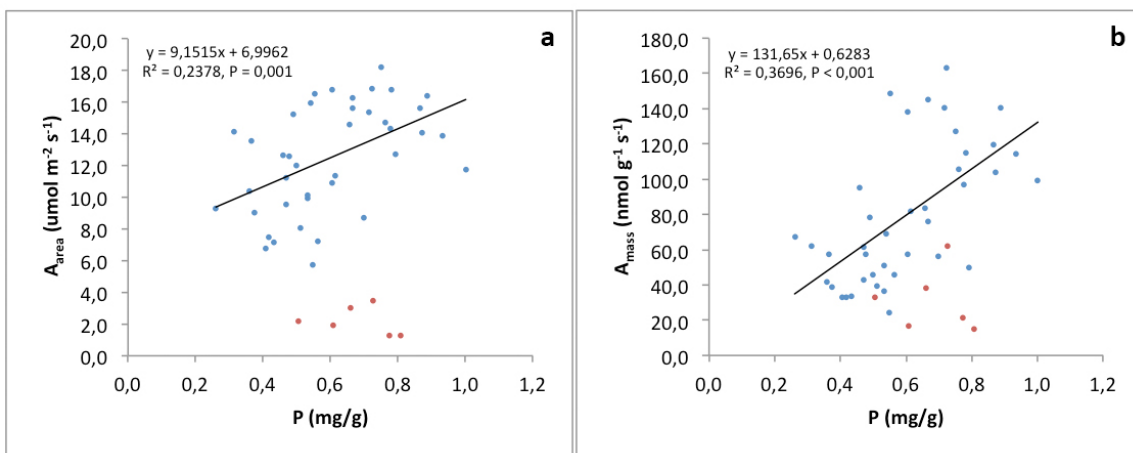 a
y = 9,1515x + 6,9962
R² = 0,2378, P = 0,001
20,0
18,0
16,0
14,0
12,0
10,0
8,0
6,0
4,0
2,0
0,0
A_area (umol m⁻² s⁻¹)
0,0 0,2 0,4 0,6 0,8 1,0 1,2
P (mg/g)
b
y = 131,65x + 0,6283
R² = 0,3696, P < 0,001
180,0
160,0
140,0
120,0
100,0
80,0
60,0
40,0
20,0
0,0
A_mass (nmol g⁻¹ s⁻¹)
0,0 0,2 0,4 0,6 0,8 1,0 1,2
P (mg/g)